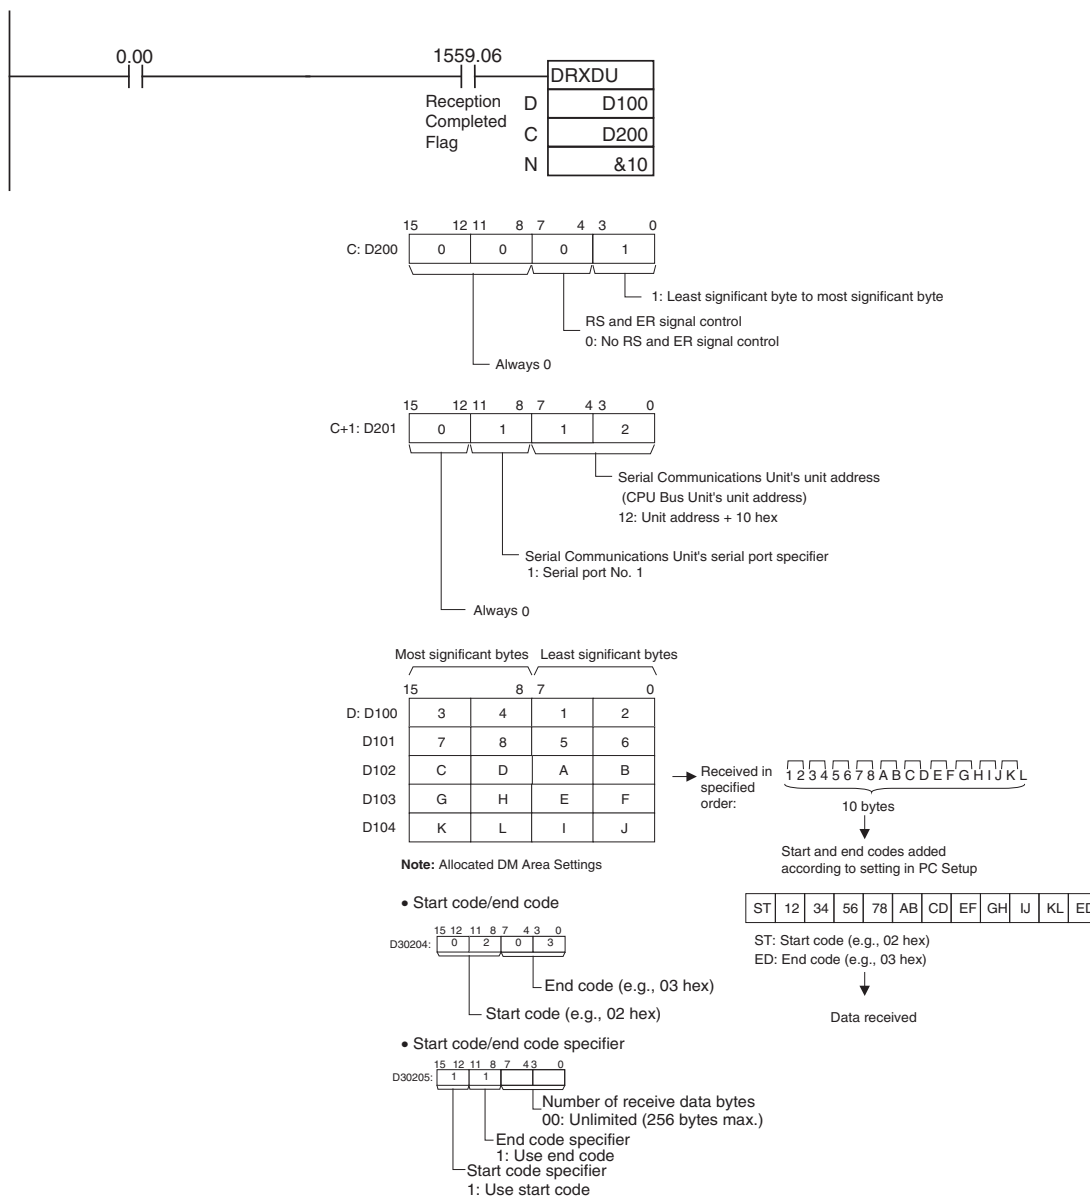 0.00
1559.06
DRXDU
Reception
Completed
Flag
D D100
C D200
N &10
15 12 11 8 7 4 3 0
C: D200 0 0 0 1
1: Least significant byte to most significant byte
RS and ER signal control
0: No RS and ER signal control
Always 0
15 12 11 8 7 4 3 0
C+1: D201 0 1 1 2
Serial Communications Unit's unit address
(CPU Bus Unit's unit address)
12: Unit address + 10 hex
Serial Communications Unit's serial port specifier
1: Serial port No. 1
Always 0
Most significant bytes Least significant bytes
15 8 7 0
D: D100 3 4 1 2
D101 7 8 5 6
D102 C D A B
D103 G H E F
D104 K L I J
Received in
specified
order:
1 2 3 4 5 6 7 8 A B C D E F G H I J K L
10 bytes
Start and end codes added
according to setting in PC Setup
ST 12 34 56 78 AB CD EF GH IJ KL ED
ST: Start code (e.g., 02 hex)
ED: End code (e.g., 03 hex)
Data received
Note: Allocated DM Area Settings
• Start code/end code
15 12 11 8 7 4 3 0
D30204: 0 2 0 3
End code (e.g., 03 hex)
Start code (e.g., 02 hex)
• Start code/end code specifier
15 12 11 8 7 4 3 0
D30205: 1 1
Number of receive data bytes
00: Unlimited (256 bytes max.)
End code specifier
1: Use end code
Start code specifier
1: Use start code